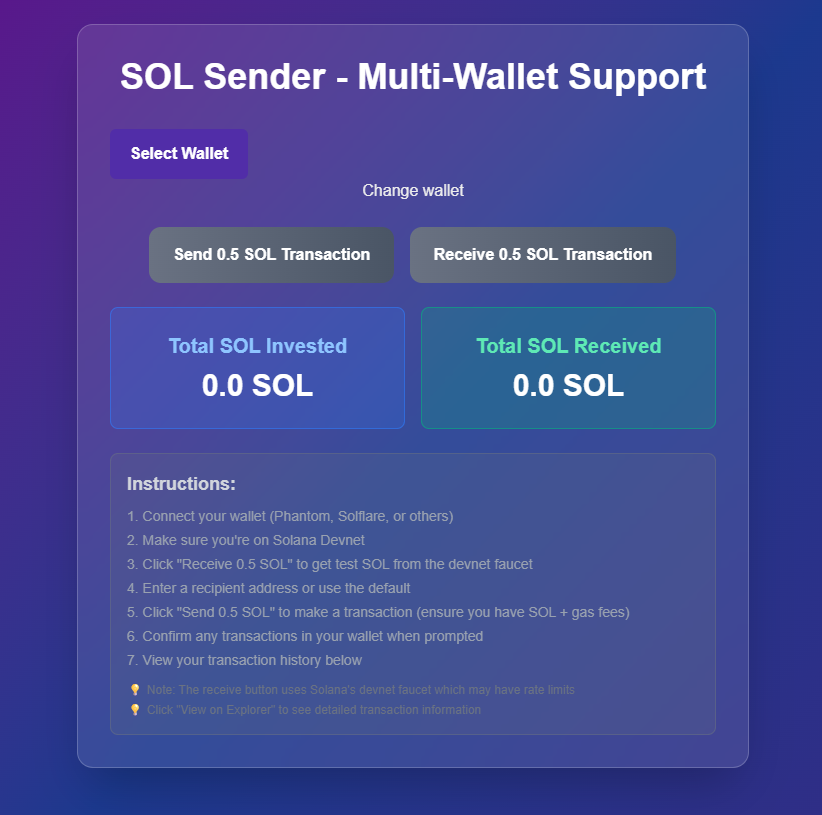 SOL Sender - Multi-Wallet Support
Select Wallet
Change wallet
Send 0.5 SOL Transaction
Receive 0.5 SOL Transaction
Total SOL Invested
0.0 SOL
Total SOL Received
0.0 SOL
Instructions:
1. Connect your wallet (Phantom, Solflare, or others)
2. Make sure you're on Solana Devnet
3. Click "Receive 0.5 SOL" to get test SOL from the devnet faucet
4. Enter a recipient address or use the default
5. Click "Send 0.5 SOL" to make a transaction (ensure you have SOL + gas fees)
6. Confirm any transactions in your wallet when prompted
7. View your transaction history below
💡 Note: The receive button uses Solana's devnet faucet which may have rate limits
💡 Click "View on Explorer" to see detailed transaction information